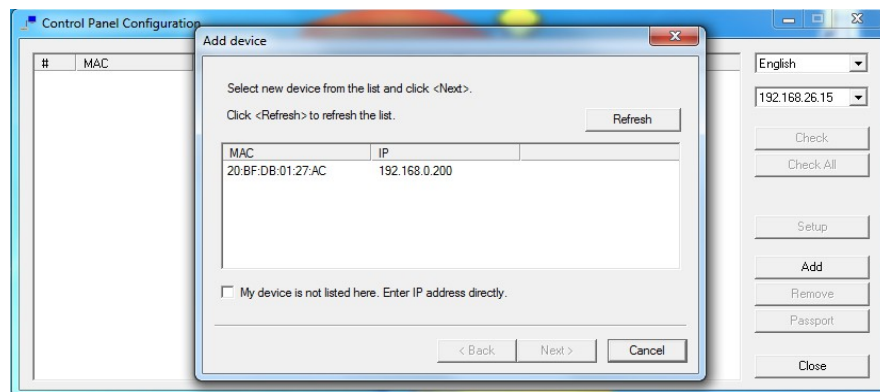 Control Panel Configuration
# MAC
Add device
Select new device from the list and click <Next>.
Click <Refresh> to refresh the list.
Refresh
MAC IP
20:BF:DB:01:27:AC 192.168.0.200
My device is not listed here. Enter IP address directly.
< Back Next > Cancel
English
192.168.26.15
Check
Check All
Setup
Add
Remove
Passport
Close